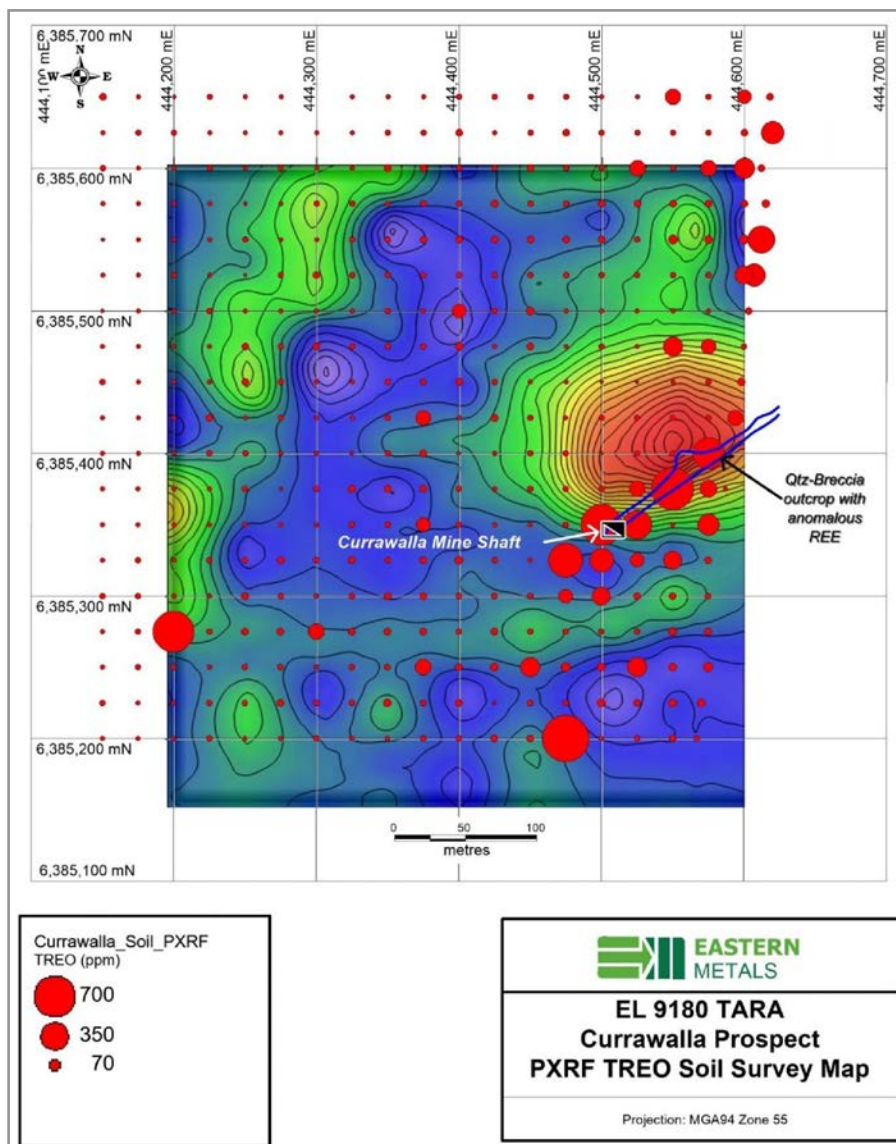 6,385,700 mN
444,100 mE
444,200 mE
444,300 mE
444,400 mE
444,500 mE
444,600 mE
444,700 mE
N
W E
S
6,385,600 mN
6,385,500 mN
6,385,400 mN
Qtz-Breccia
outcrop with
anomalous
REE
Currawalla Mine Shaft
6,385,300 mN
6,385,200 mN
0 50 100
metres
6,385,100 mN
Currawalla_Soil_PXRF
TREO (ppm)
700
350
70
EASTERN
METALS
EL 9180 TARA
Currawalla Prospect
PXRF TREO Soil Survey Map
Projection: MGA94 Zone 55